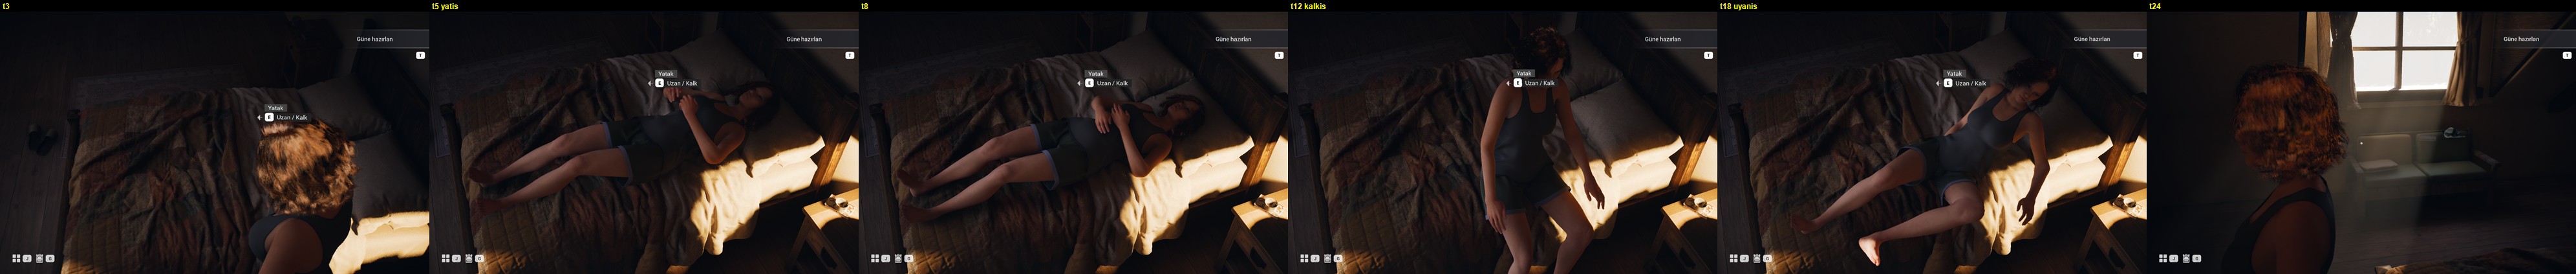 t3
Güne hazırlan
T
Yatak
E Uzan / Kalk
J
t5 yatis
Güne hazırlan
T
Yatak
E Uzan / Kalk
J
t8
Güne hazırlan
T
Yatak
E Uzan / Kalk
J
t12 kalkis
Güne hazırlan
T
Yatak
E Uzan / Kalk
J
t18 uyanis
Güne hazırlan
T
Yatak
E Uzan / Kalk
J
t24
Güne hazırlan
T
J